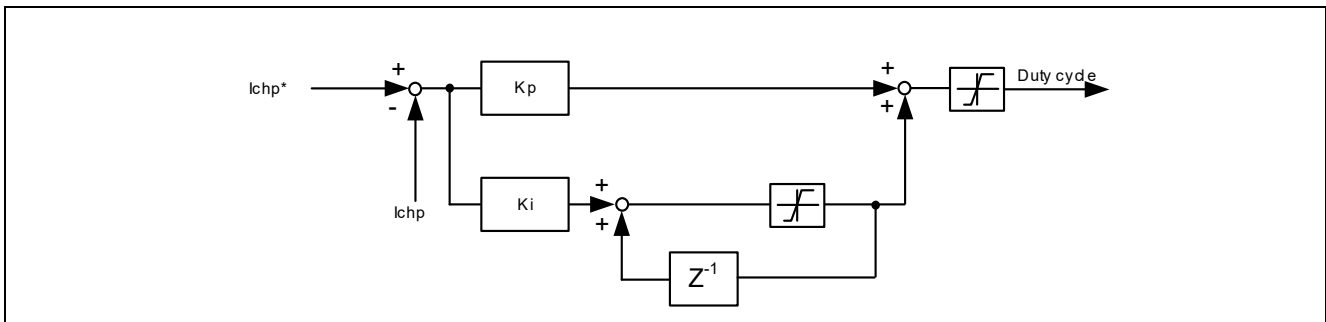 Ichp*
+
-
Ichp
Kp
Ki
+
+
Z-1
+
+
Duty cycle